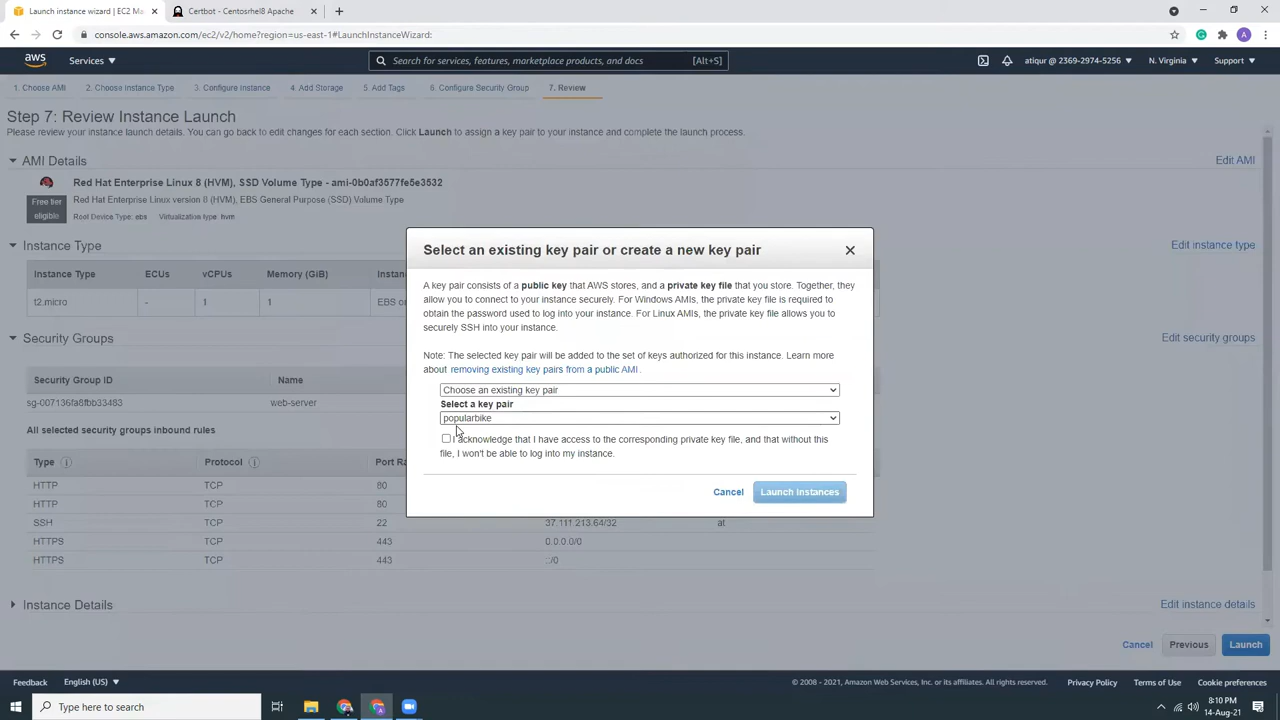 Launch instance wizard | EC2 Ma
Certbot - Centosrhel8 Apache
console.aws.amazon.com/ec2/v2/home?region=us-east-1#LaunchInstanceWizard:
A
aws
Services
Search for services, features, marketplace products, and docs
[Alt+S]
atiqur @ 2369-2974-5256
N. Virginia
Support
1. Choose AMI
2. Choose Instance Type
3. Configure Instance
4. Add Storage
5. Add Tags
6. Configure Security Group
7. Review
Step 7: Review Instance Launch
Please review your instance launch details. You can go back to edit changes for each section. Click Launch to assign a key pair to your instance and complete the launch process.
AMI Details
Edit AMI
Red Hat Enterprise Linux 8 (HVM), SSD Volume Type - ami-0b0af3577fe5e3532
Free tier
eligible
Red Hat Enterprise Linux version 8 (HVM), EBS General Purpose (SSD) Volume Type
Root Device Type: ebs
Virtualization type: hvm
Instance Type
Edit instance type
Instance Type
ECUs
vCPUs
Memory (GiB)
t2.micro
-
1
1
EBS
Security Groups
Edit security groups
Security Group ID
Name
sg-007136fa8fbb33483
web-server
All selected security groups inbound rules
Type
Protocol
HTTP
TCP
80
HTTP
TCP
80
SSH
TCP
22
37.111.213.64/32
at
HTTPS
TCP
443
0.0.0.0/0
HTTPS
TCP
443
::/0
Instance Details
Edit instance details
Select an existing key pair or create a new key pair
A key pair consists of a public key that AWS stores, and a private key file that you store. Together, they
allow you to connect to your instance securely. For Windows AMIs, the private key file is required to
obtain the password used to log into your instance. For Linux AMIs, the private key file allows you to
securely SSH into your instance.
Note: The selected key pair will be added to the set of keys authorized for this instance. Learn more
about removing existing key pairs from a public AMI .
Choose an existing key pair
Select a key pair
popularbike
I acknowledge that I have access to the corresponding private key file, and that without this
file, I won't be able to log into my instance.
Cancel
Launch Instances
Cancel
Previous
Launch
Feedback
English (US)
© 2008 - 2021, Amazon Web Services, Inc. or its affiliates. All rights reserved.
Privacy Policy
Terms of Use
Cookie preferences
Type here to search
8:10 PM
14-Aug-21